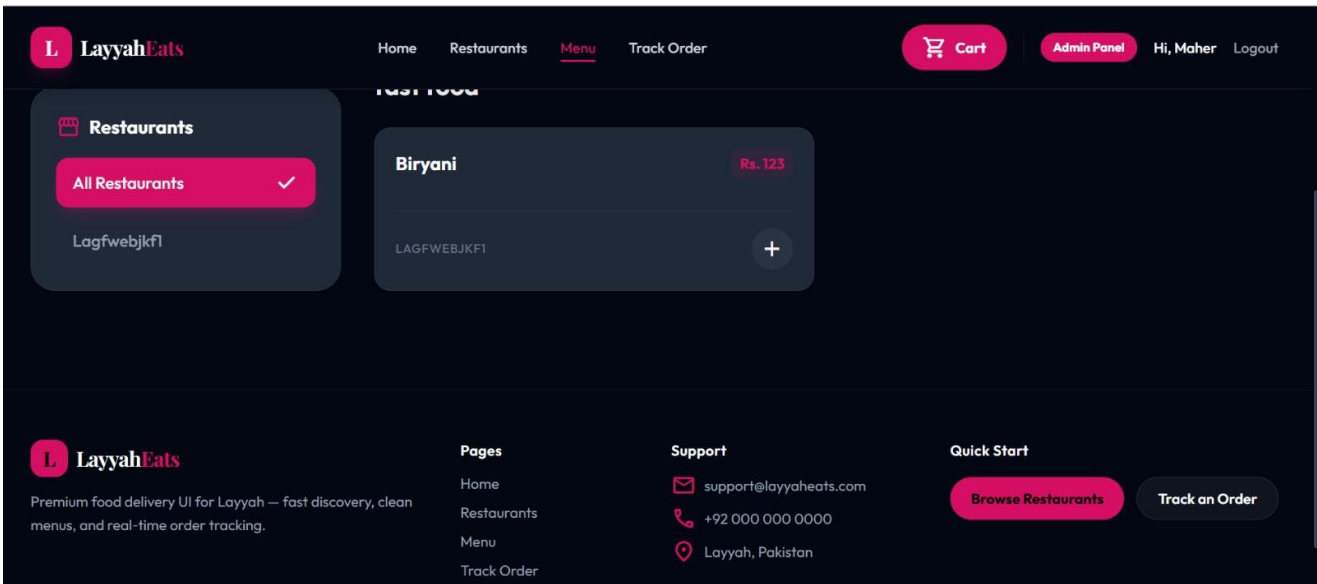 L LayyahEats
Home Restaurants Menu Track Order
Cart
Admin Panel Hi, Maher Logout
fast food
Restaurants
All Restaurants
Lagfwebjkf1
Biryani Rs. 123
LAGFWEBJKF1
L LayyahEats
Premium food delivery UI for Layyah — fast discovery, clean
menus, and real-time order tracking.
Pages
Home
Restaurants
Menu
Track Order
Support
support@layyaheats.com
+92 000 000 0000
Layyah, Pakistan
Quick Start
Browse Restaurants Track an Order